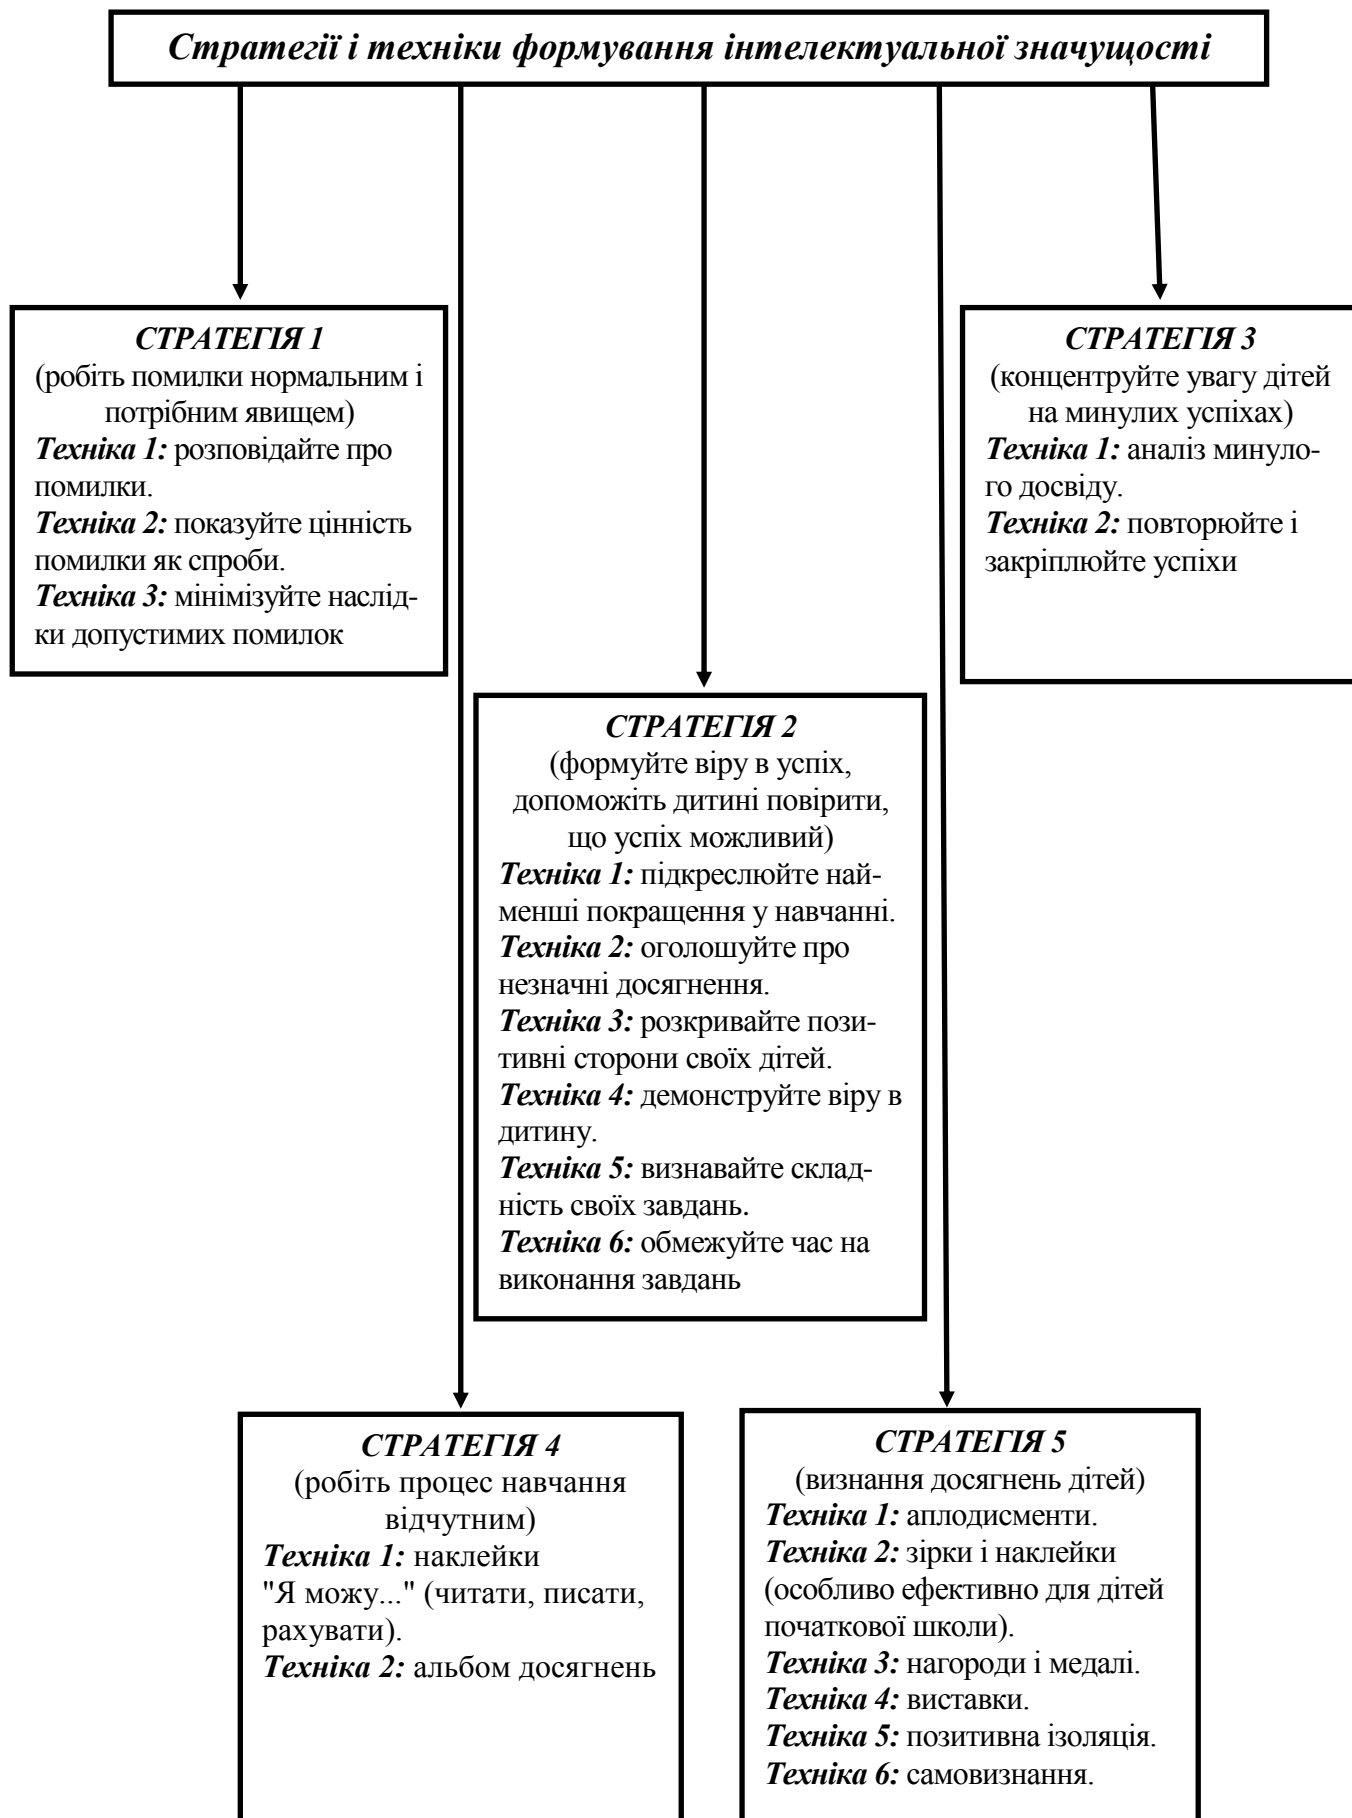 Стратегії і техніки формування інтелектуальної значущості
СТРАТЕГІЯ 1
(робіть помилки нормальним і
потрібним явищем)
Техніка 1: розповідайте про
помилки.
Техніка 2: показуйте цінність
помилки як спроби.
Техніка 3: мінімізуйте наслід-
ки допустимих помилок
СТРАТЕГІЯ 3
(концентруйте увагу дітей
на минулих успіхах)
Техніка 1: аналіз минуло-
го досвіду.
Техніка 2: повторюйте і
закріплюйте успіхи
СТРАТЕГІЯ 2
(формуйте віру в успіх,
допоможіть дитині повірити,
що успіх можливий)
Техніка 1: підкреслюйте най-
менші покращення у навчанні.
Техніка 2: оголошуйте про
незначні досягнення.
Техніка 3: розкривайте пози-
тивні сторони своїх дітей.
Техніка 4: демонструйте віру в
дитину.
Техніка 5: визнавайте склад-
ність своїх завдань.
Техніка 6: обмежуйте час на
виконання завдань
СТРАТЕГІЯ 4
(робіть процес навчання
відчутним)
Техніка 1: наклейки
"Я можу..." (читати, писати,
рахувати).
Техніка 2: альбом досягнень
СТРАТЕГІЯ 5
(визнання досягнень дітей)
Техніка 1: аплодисменти.
Техніка 2: зірки і наклейки
(особливо ефективно для дітей
початкової школи).
Техніка 3: нагороди і медалі.
Техніка 4: виставки.
Техніка 5: позитивна ізоляція.
Техніка 6: самовизнання.